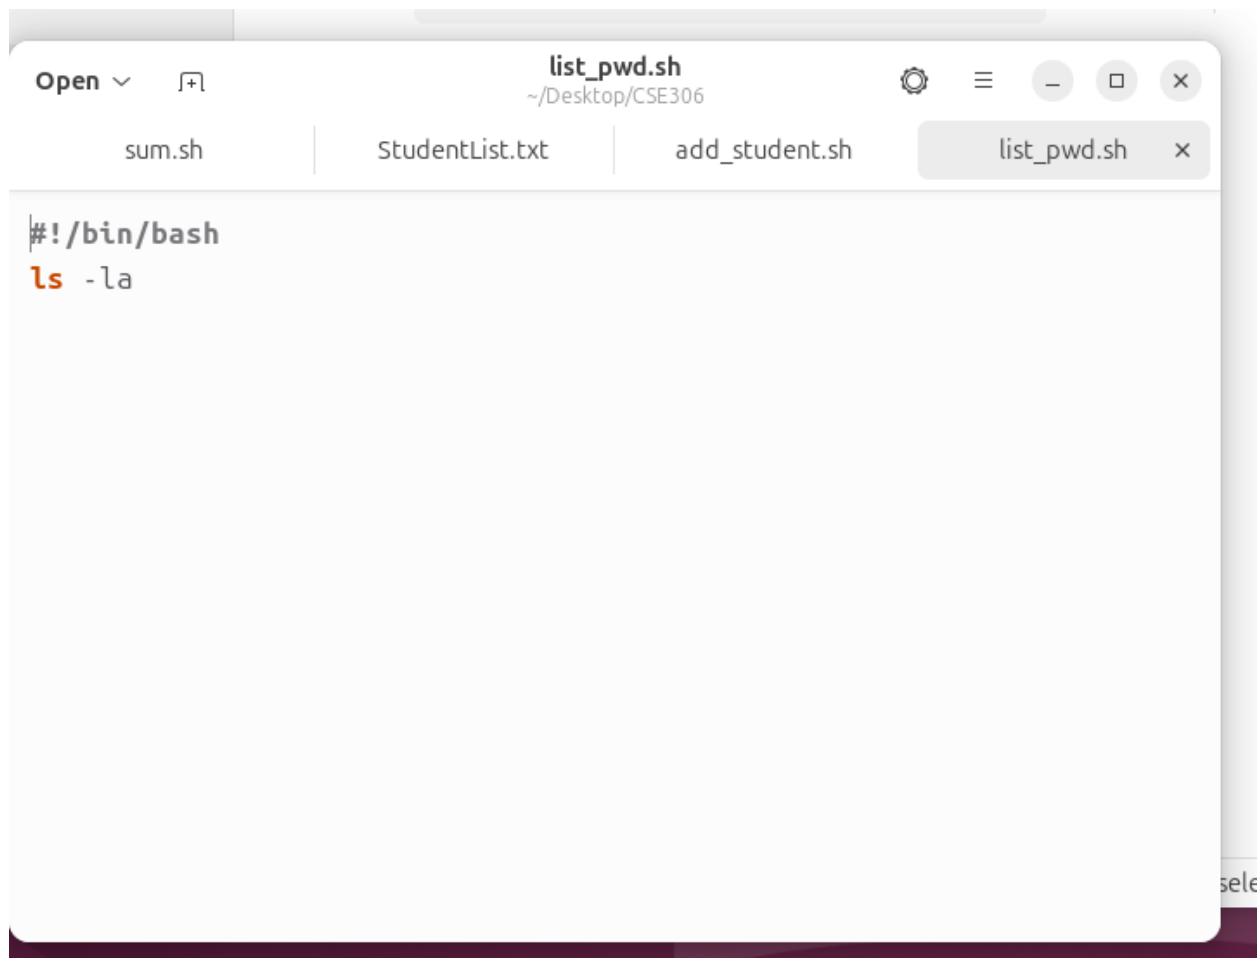 Open
list_pwd.sh
~/Desktop/CSE306
sum.sh
StudentList.txt
add_student.sh
list_pwd.sh
#!/bin/bash
ls -la